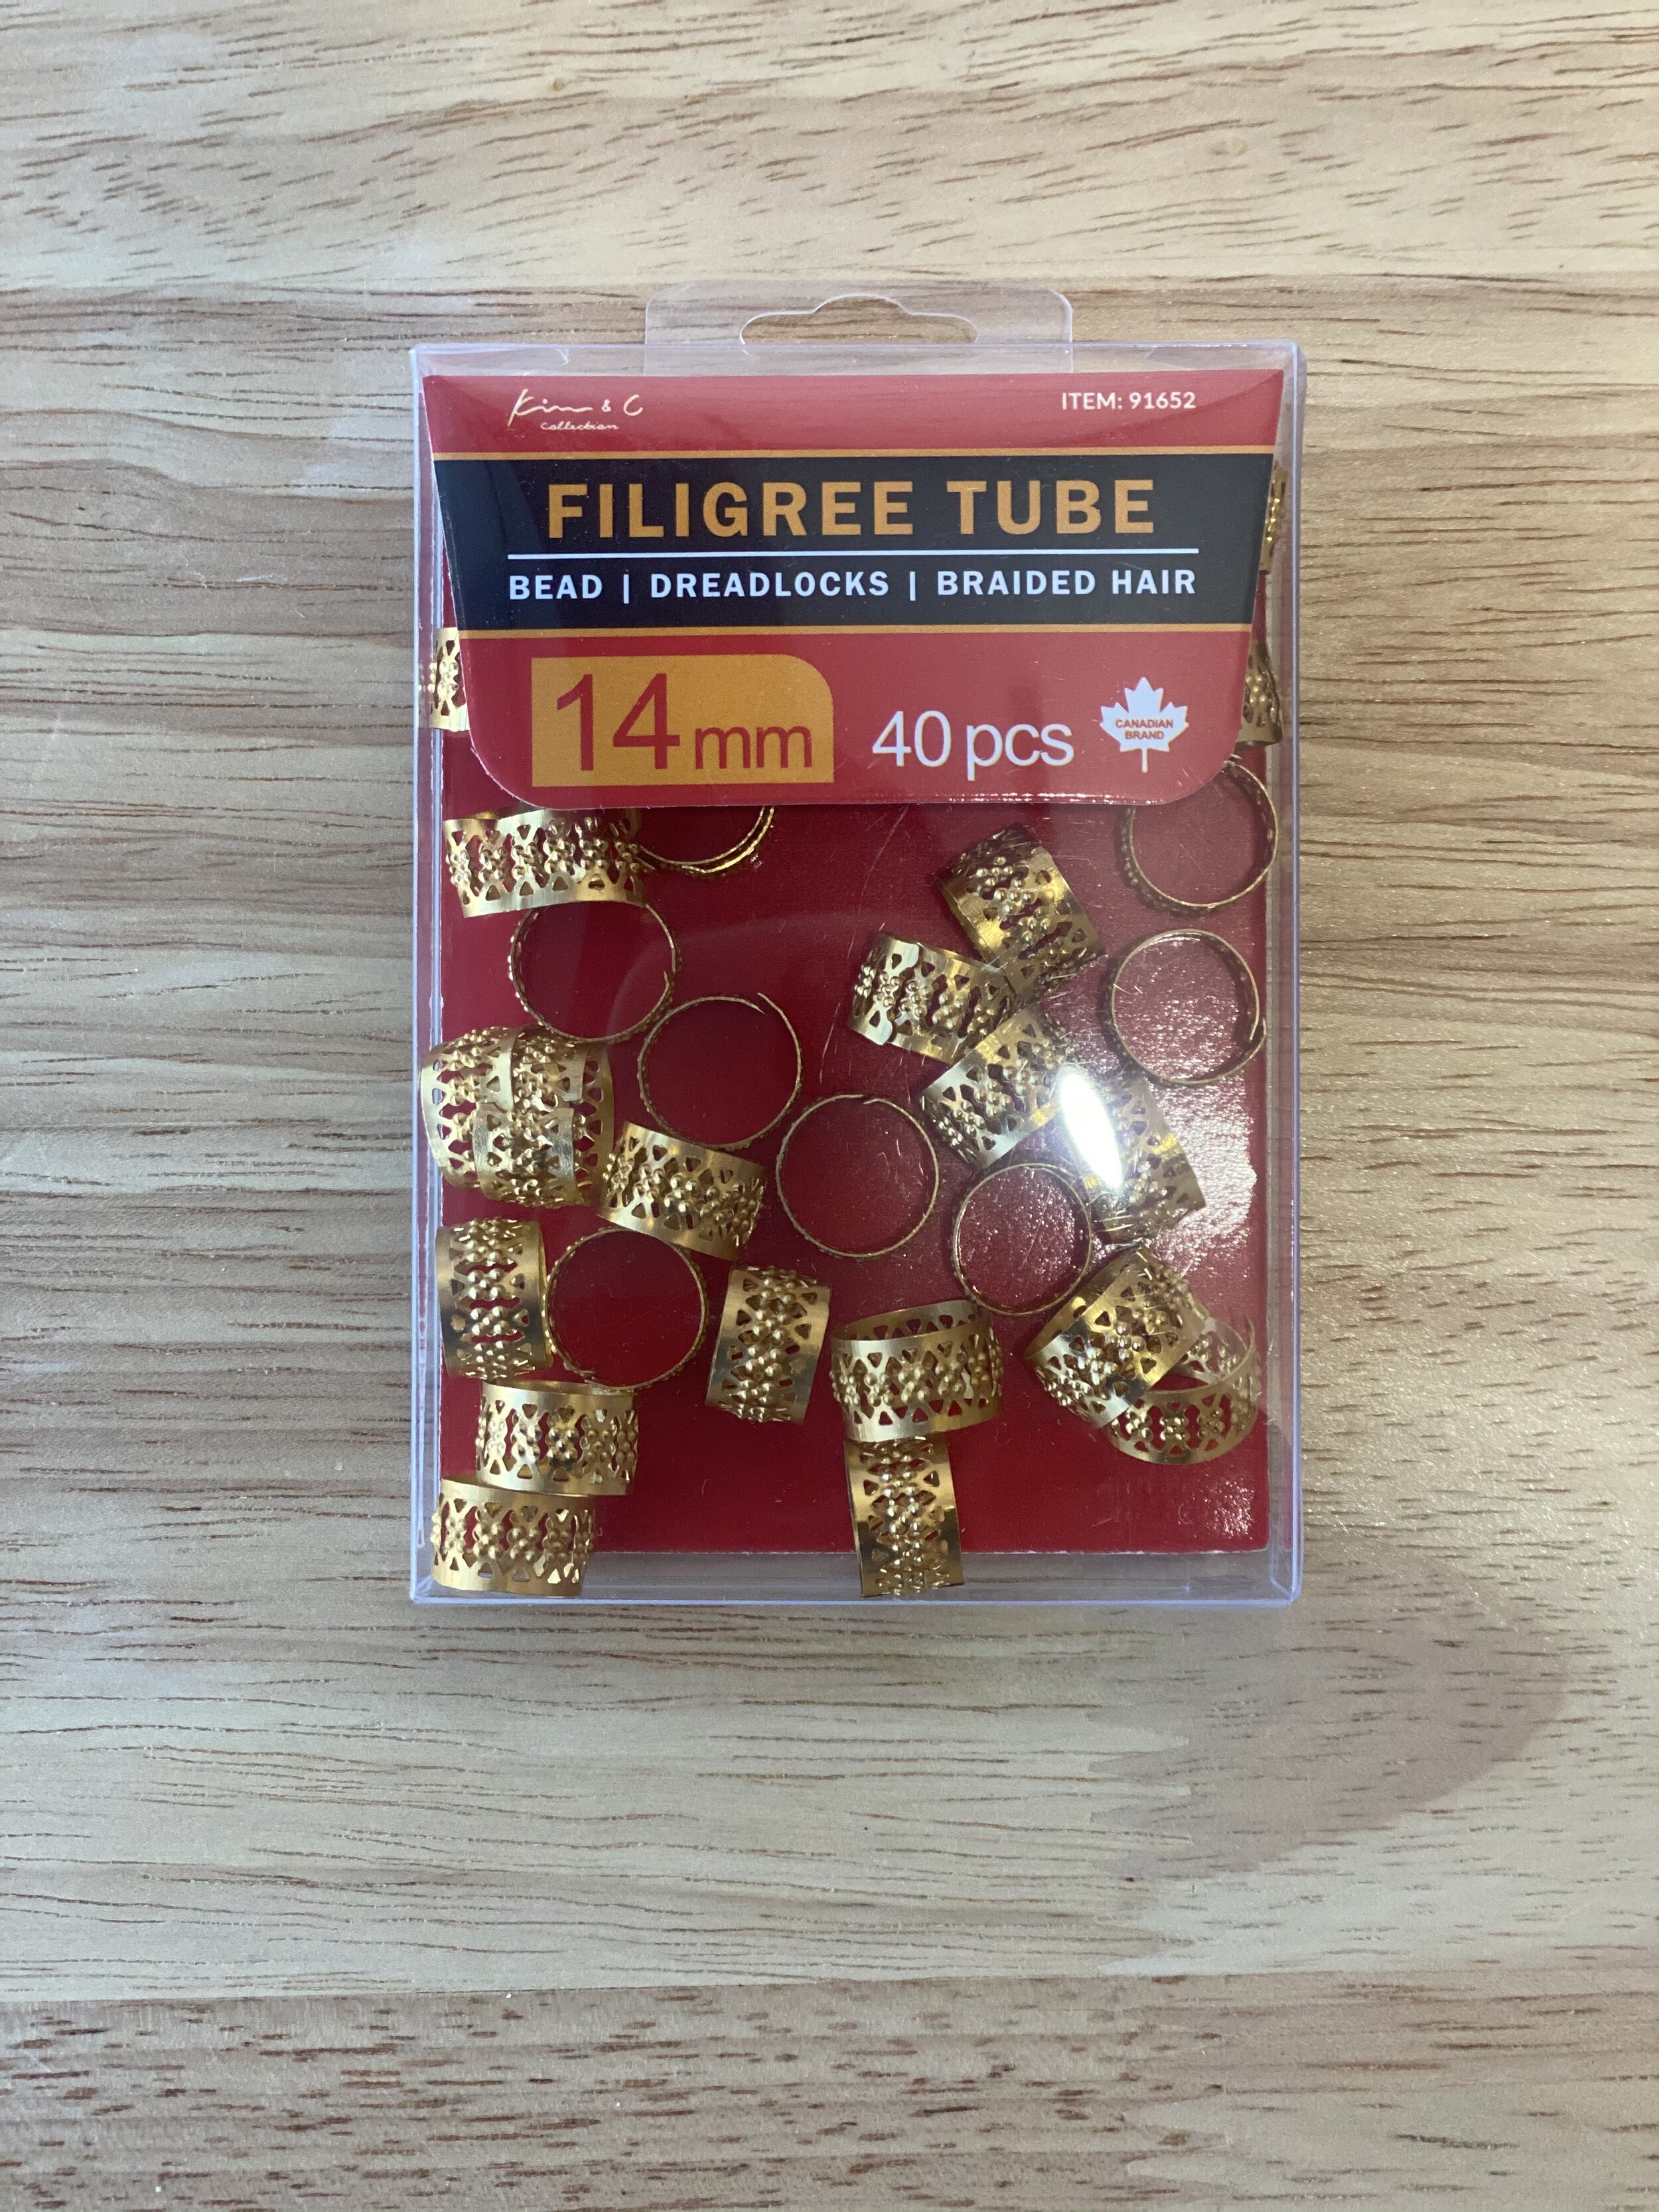 Kim & C
Collection
ITEM: 91652
FILIGREE TUBE
BEAD | DREADLOCKS | BRAIDED HAIR
14mm
40 pcs
CANADIAN
BRAND